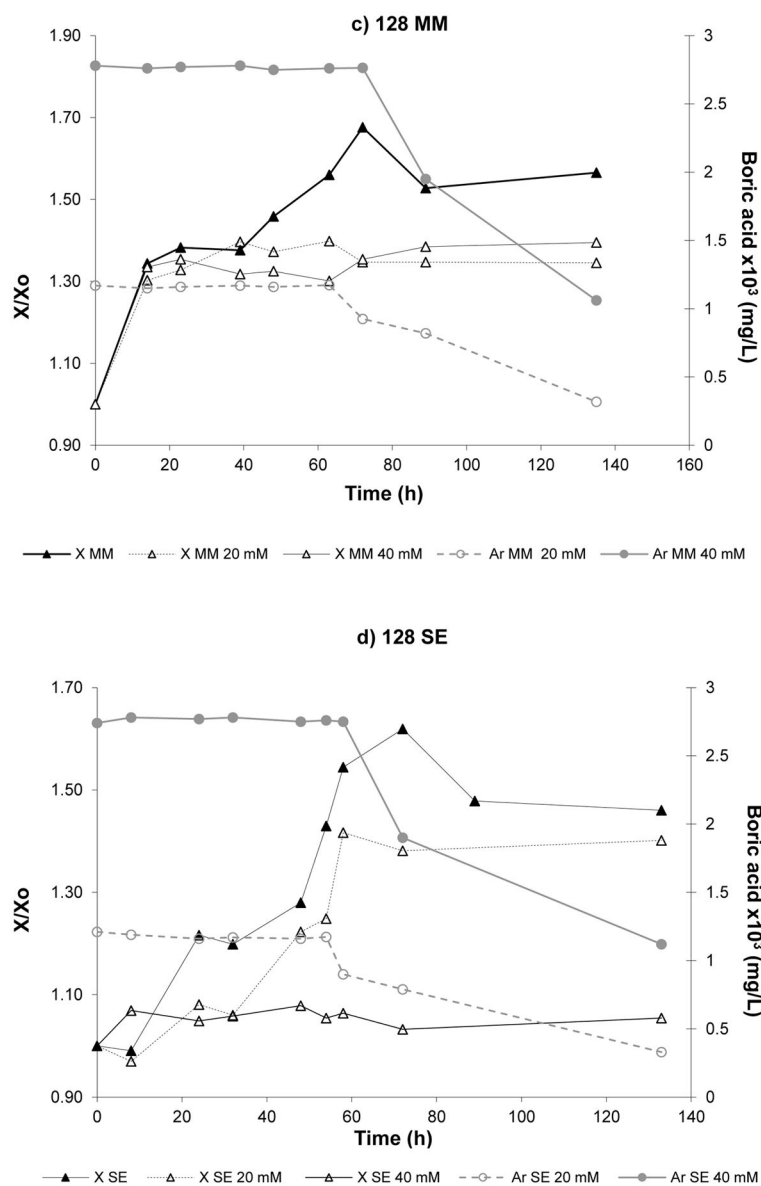 c) 128 MM
1.90
1.70
1.50
1.30
1.10
0.90
X/Xo
3
2.5
2
1.5
1
0.5
0
Boric acid x10³ (mg/L)
0 20 40 60 80 100 120 140 160
Time (h)
X MM X MM 20 mM X MM 40 mM Ar MM 20 mM Ar MM 40 mM
d) 128 SE
1.70
1.50
1.30
1.10
0.90
X/Xo
3
2.5
2
1.5
1
0.5
0
Boric acid x10³ (mg/L)
0 20 40 60 80 100 120 140
Time (h)
X SE X SE 20 mM X SE 40 mM Ar SE 20 mM Ar SE 40 mM